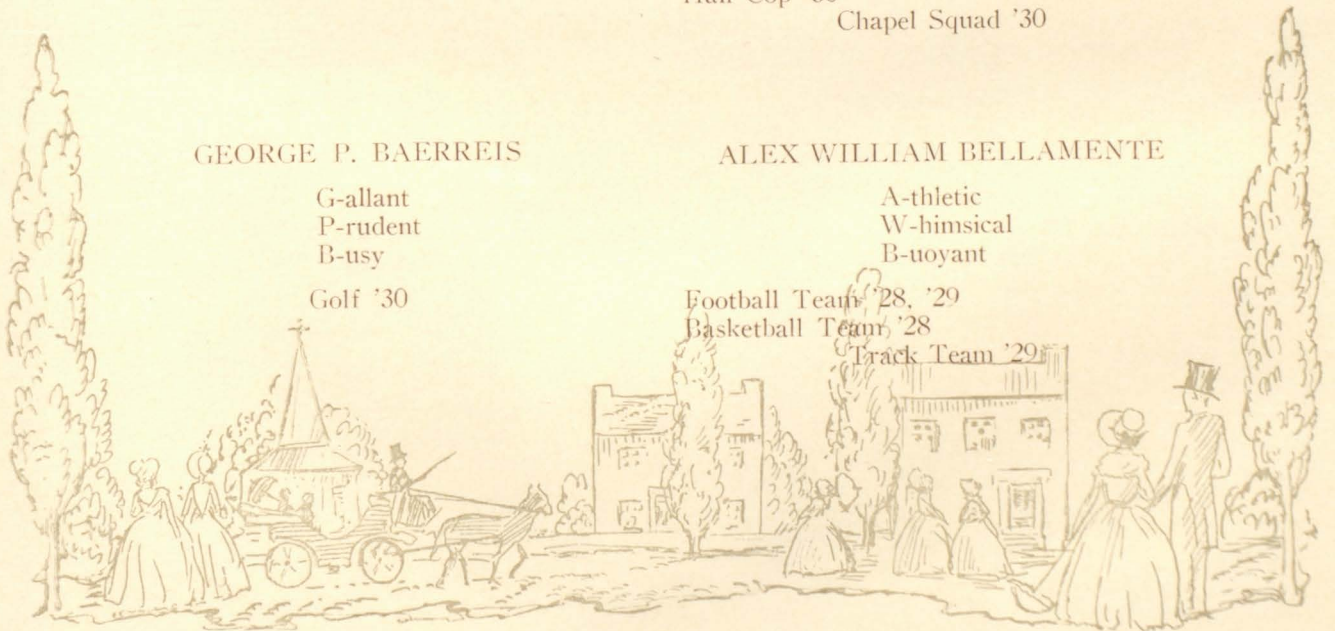 Chapel Squad '30
GEORGE P. BAERREIS
G-allant
P-rudent
B-usy
Golf '30
ALEX WILLIAM BELLAMENTE
A-thletic
W-himsical
B-uoyant
Football Team '28, '29
Basketball Team '28
Track Team '29